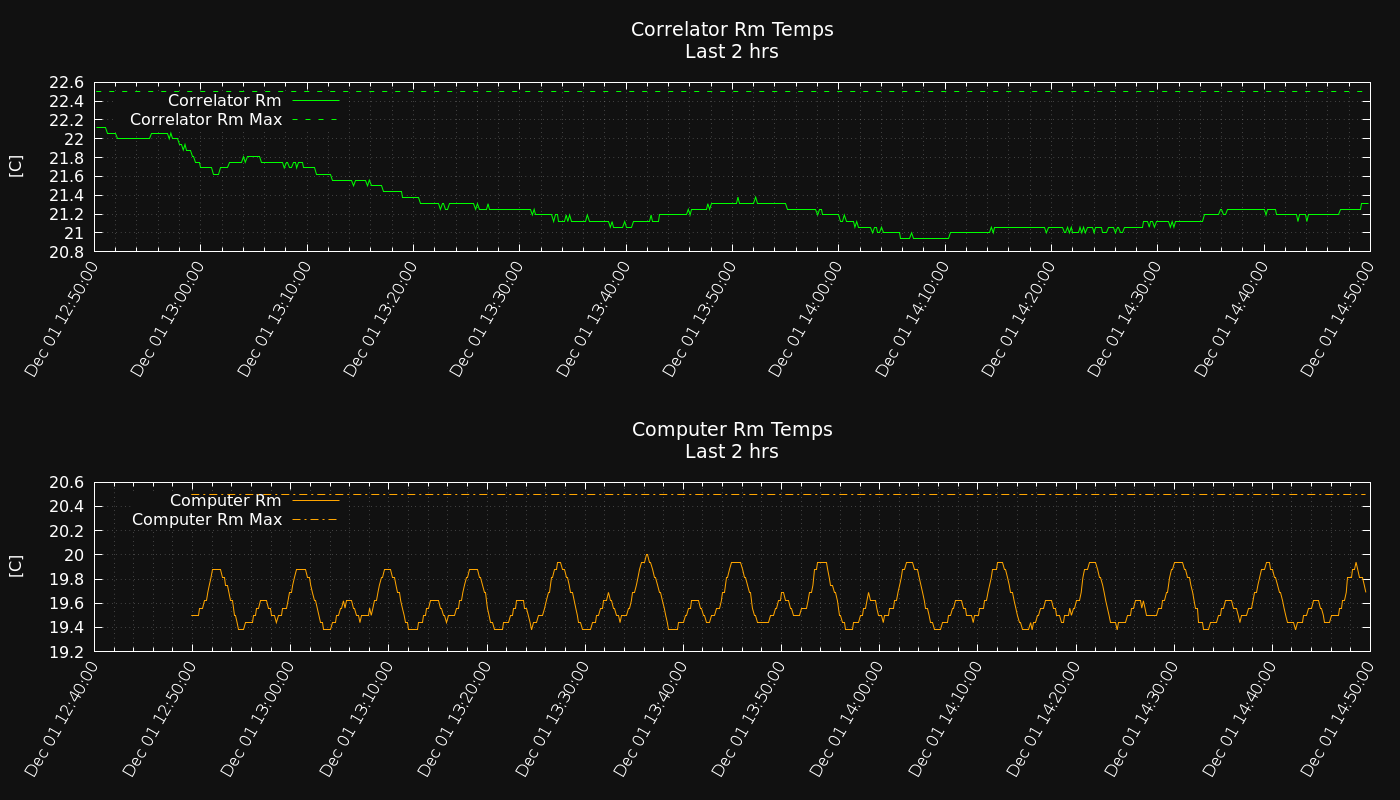 Correlator Rm Temps
Last 2 hrs
22.6
22.4
22.2
22
21.8
21.6
21.4
21.2
21
20.8
[C]
Correlator Rm
Correlator Rm Max
Dec 01 12:50:00
Dec 01 13:00:00
Dec 01 13:10:00
Dec 01 13:20:00
Dec 01 13:30:00
Dec 01 13:40:00
Dec 01 13:50:00
Dec 01 14:00:00
Dec 01 14:10:00
Dec 01 14:20:00
Dec 01 14:30:00
Dec 01 14:40:00
Dec 01 14:50:00
Computer Rm Temps
Last 2 hrs
20.6
20.4
20.2
20
19.8
19.6
19.4
19.2
[C]
Computer Rm
Computer Rm Max
Dec 01 12:40:00
Dec 01 12:50:00
Dec 01 13:00:00
Dec 01 13:10:00
Dec 01 13:20:00
Dec 01 13:30:00
Dec 01 13:40:00
Dec 01 13:50:00
Dec 01 14:00:00
Dec 01 14:10:00
Dec 01 14:20:00
Dec 01 14:30:00
Dec 01 14:40:00
Dec 01 14:50:00